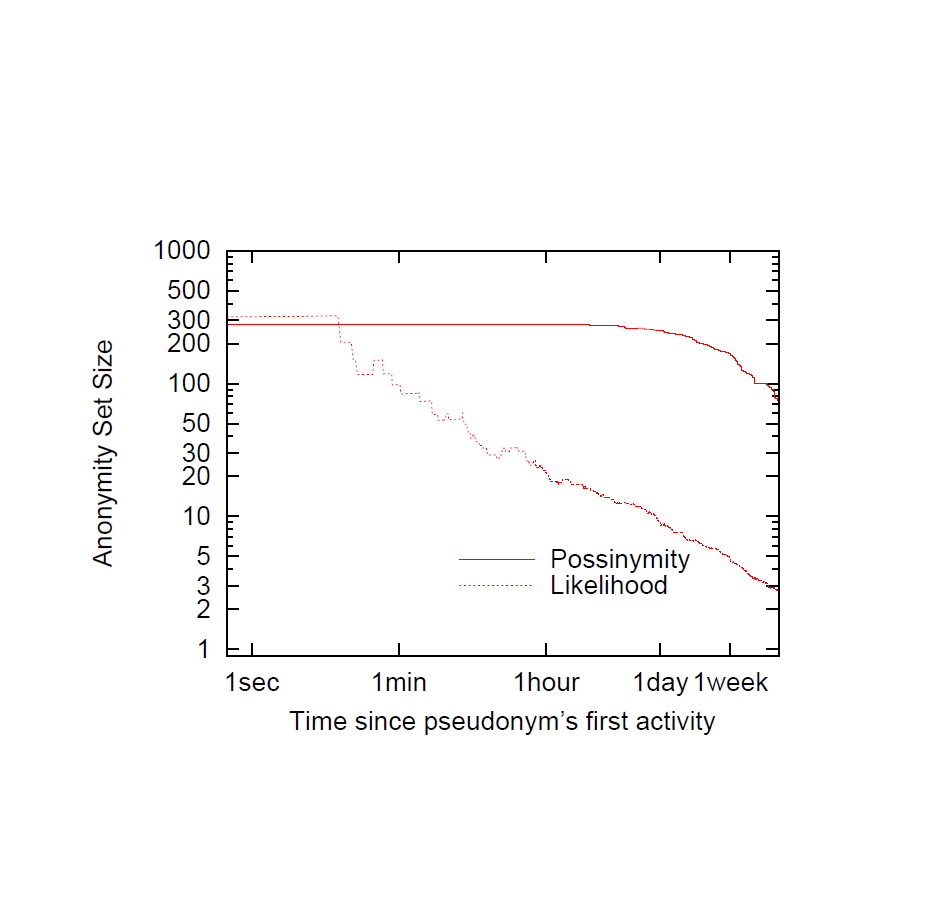 1000
500
300
200
100
50
30
20
10
5
3
2
1
Anonymity Set Size
Possinymity
Likelihood
1sec 1min 1hour 1day 1week
Time since pseudonym's first activity